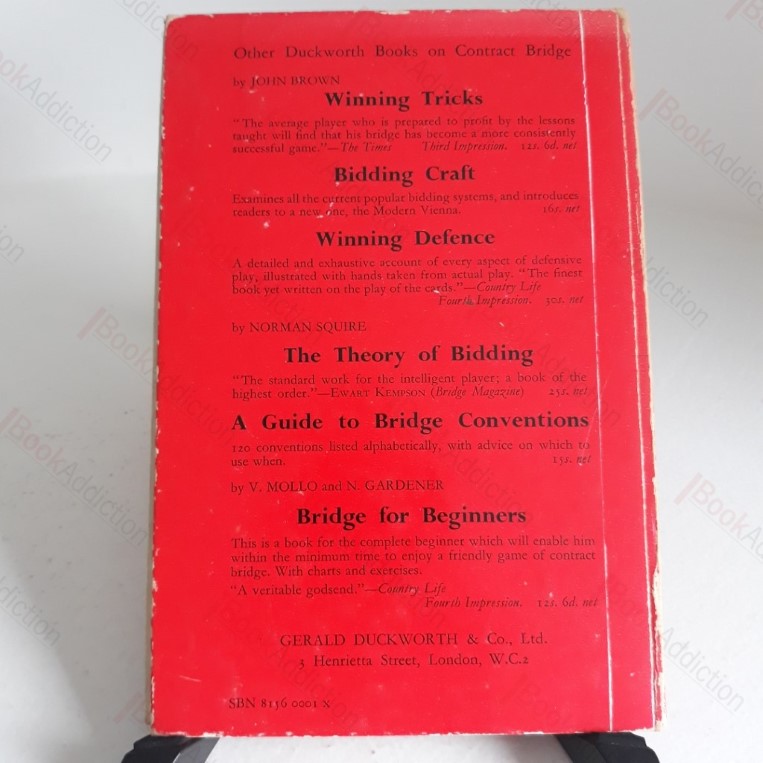 Other Duckworth Books on Contract Bridge
by JOHN BROWN
Winning Tricks
"The average player who is prepared to profit by the lessons
taught will find that his bridge has become a more consistently
successful game."—The Times Third Impression. 12s. 6d. net
Bidding Craft
Examines all the current popular bidding systems, and introduces
readers to a new one, the Modern Vienna. 16s. net
Winning Defence
A detailed and exhaustive account of every aspect of defensive
play, illustrated with hands taken from actual play. "The finest
book yet written on the play of the cards."—Country Life
Fourth Impression. 30s. net
by NORMAN SQUIRE
The Theory of Bidding
"The standard work for the intelligent player; a book of the
highest order."—EWART KEMPSON (Bridge Magazine) 25s. net
A Guide to Bridge Conventions
120 conventions listed alphabetically, with advice on which to
use when. 15s. net
by V. MOLLO and N. GARDENER
Bridge for Beginners
This is a book for the complete beginner which will enable him
within the minimum time to enjoy a friendly game of contract
bridge. With charts and exercises.
"A veritable godsend."—Country Life
Fourth Impression. 12s. 6d. net
GERALD DUCKWORTH & Co., Ltd.
3 Henrietta Street, London, W.C.2
SBN 8156 0001 X
BookAddiction